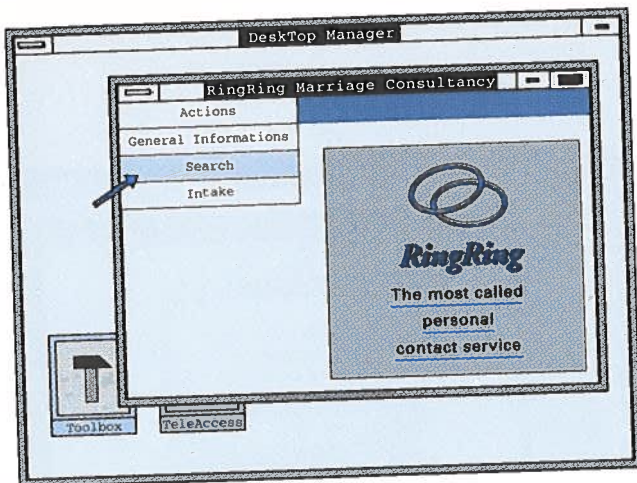 DeskTop Manager
RingRing Marriage Consultancy
Actions
General Informations
Search
Intake
RingRing
The most called
personal
contact service
Toolbox
TeleAccess